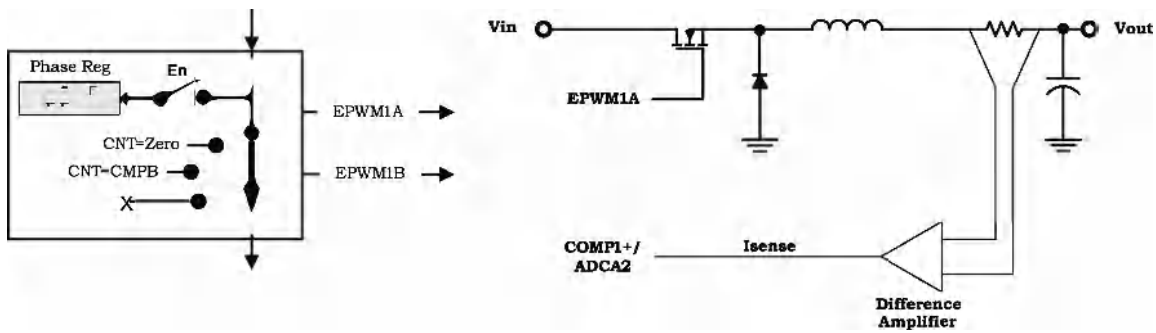 Phase Reg
En
CNT=Zero
CNT=CMPB
X
EPWM1A
EPWM1B
Vin
Vout
EPWM1A
COMP1+/
ADCA2
Isense
Difference
Amplifier